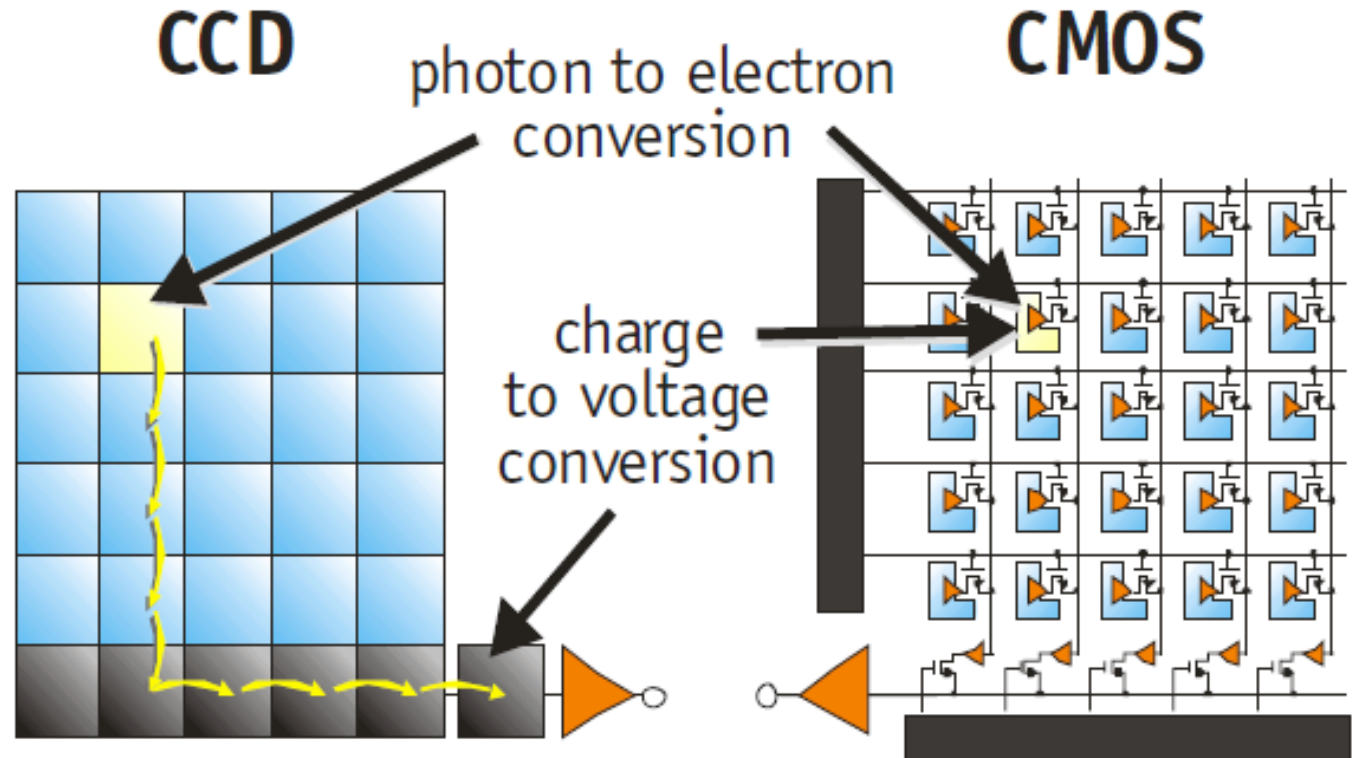 CCD
CMOS
photon to electron
conversion
charge
to voltage
conversion